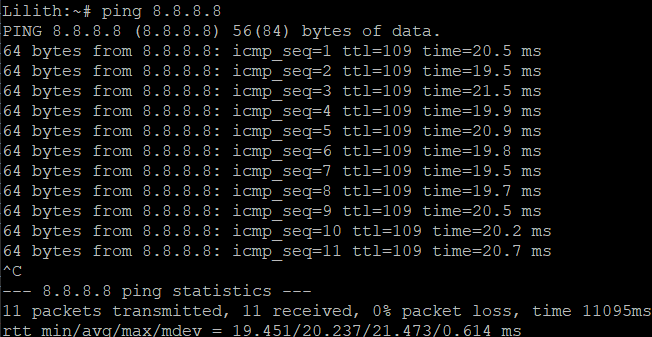 Lilith:~# ping 8.8.8.8
PING 8.8.8.8 (8.8.8.8) 56(84) bytes of data.
64 bytes from 8.8.8.8: icmp_seq=1 ttl=109 time=20.5 ms
64 bytes from 8.8.8.8: icmp_seq=2 ttl=109 time=19.5 ms
64 bytes from 8.8.8.8: icmp_seq=3 ttl=109 time=21.5 ms
64 bytes from 8.8.8.8: icmp_seq=4 ttl=109 time=19.9 ms
64 bytes from 8.8.8.8: icmp_seq=5 ttl=109 time=20.9 ms
64 bytes from 8.8.8.8: icmp_seq=6 ttl=109 time=19.8 ms
64 bytes from 8.8.8.8: icmp_seq=7 ttl=109 time=19.5 ms
64 bytes from 8.8.8.8: icmp_seq=8 ttl=109 time=19.7 ms
64 bytes from 8.8.8.8: icmp_seq=9 ttl=109 time=20.5 ms
64 bytes from 8.8.8.8: icmp_seq=10 ttl=109 time=20.2 ms
64 bytes from 8.8.8.8: icmp_seq=11 ttl=109 time=20.7 ms
^C
--- 8.8.8.8 ping statistics ---
11 packets transmitted, 11 received, 0% packet loss, time 11095ms
rtt min/avg/max/mdev = 19.451/20.237/21.473/0.614 ms